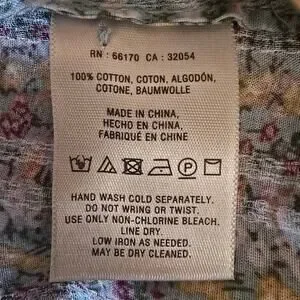 RN : 66170 CA : 32054
100% COTTON, COTON, ALGODÓN,
COTONE, BAUMWOLLE
MADE IN CHINA,
HECHO EN CHINA,
FABRIQUÉ EN CHINE
HAND WASH COLD SEPARATELY.
DO NOT WRING OR TWIST.
USE ONLY NON-CHLORINE BLEACH.
LINE DRY.
LOW IRON AS NEEDED.
MAY BE DRY CLEANED.